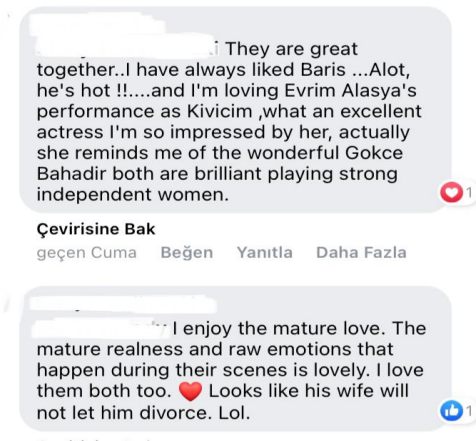 They are great
together..I have always liked Baris ...Alot,
he's hot !!....and I'm loving Evrim Alasya's
performance as Kivicim ,what an excellent
actress I'm so impressed by her, actually
she reminds me of the wonderful Gokce
Bahadir both are brilliant playing strong
independent women.
1
Çevirisine Bak
geçen Cuma Beğen Yanıtla Daha Fazla
I enjoy the mature love. The
mature realness and raw emotions that
happen during their scenes is lovely. I love
them both too. ❤️ Looks like his wife will
not let him divorce. Lol.
1